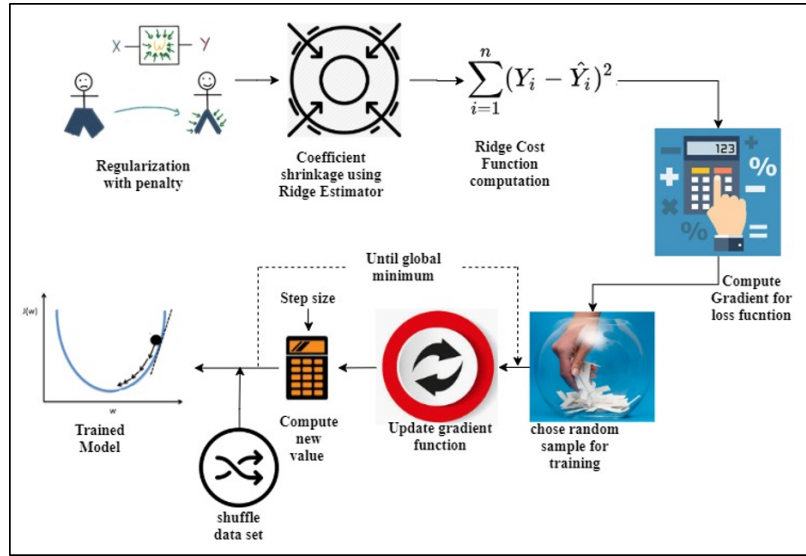 X W Y
Regularization
with penalty
Coefficient
shrinkage using
Ridge Estimator
n
∑ (Yᵢ − Ŷᵢ)²
i=1
Ridge Cost
Function
computation
123
%
%
Compute
Gradient for
loss fucntion
Until global
minimum
Step size
chose random
sample for
training
Update gradient
function
Compute
new
value
shuffle
data set
J(w)
w
Trained
Model